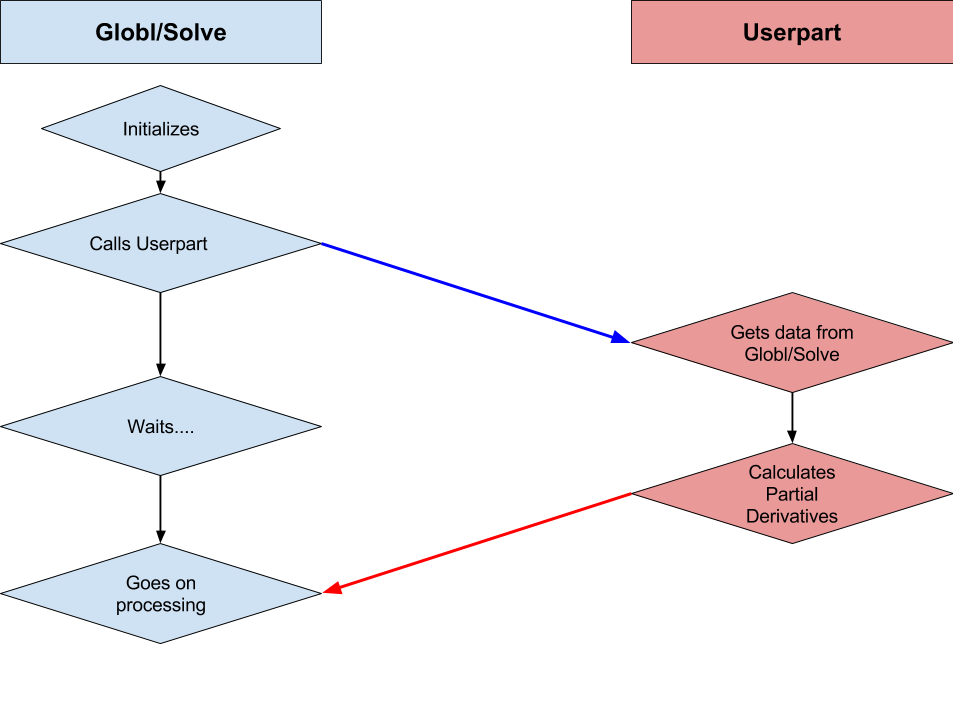 Globl/Solve
Userpart
Initializes
Calls Userpart
Gets data from
Globl/Solve
Waits....
Calculates
Partial
Derivatives
Goes on
processing